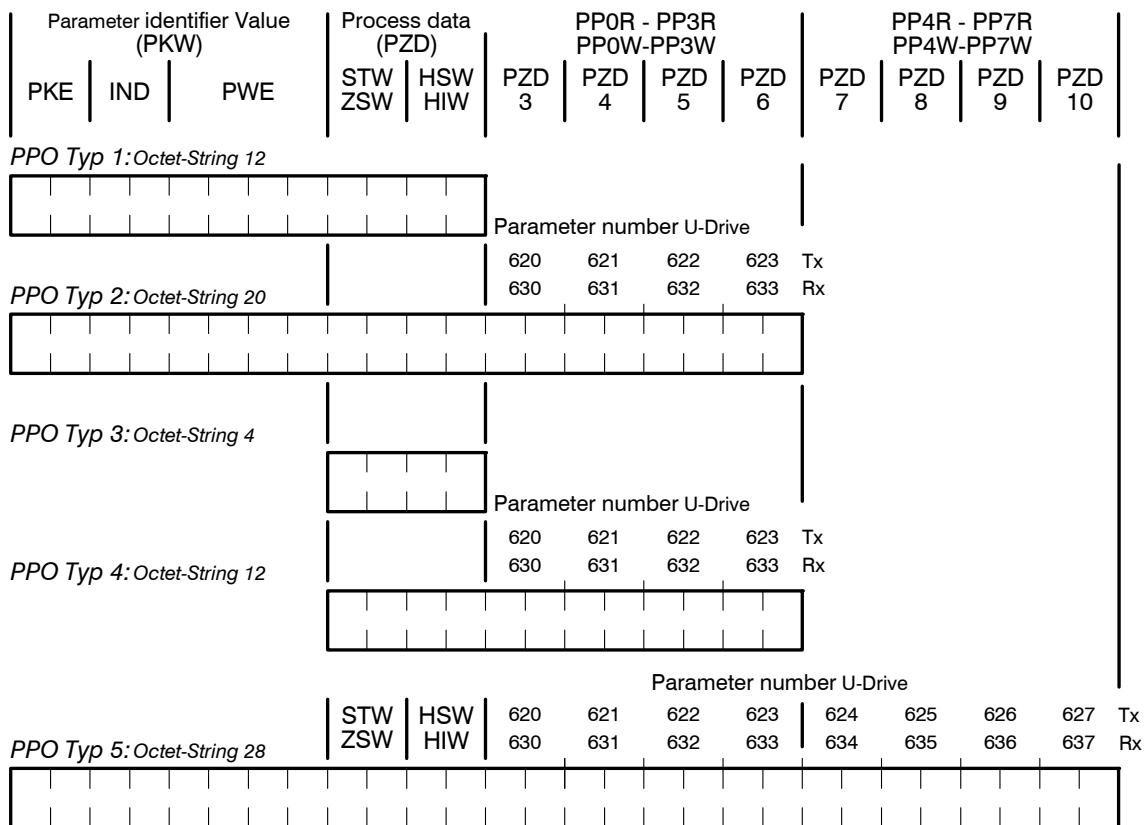 Parameter identifier Value Process data PP0R - PP3R PP4R - PP7R
(PKW) (PZD) PP0W-PP3W PP4W-PP7W
PKE IND PWE STW HSW PZD PZD PZD PZD PZD PZD PZD PZD
ZSW HIW 3 4 5 6 7 8 9 10
PPO Typ 1: Octet-String 12
Parameter number U-Drive
620 621 622 623 Tx
PPO Typ 2: Octet-String 20 630 631 632 633 Rx
PPO Typ 3: Octet-String 4
Parameter number U-Drive
620 621 622 623 Tx
PPO Typ 4: Octet-String 12 630 631 632 633 Rx
Parameter number U-Drive
STW HSW 620 621 622 623 624 625 626 627 Tx
PPO Typ 5: Octet-String 28 ZSW HIW 630 631 632 633 634 635 636 637 Rx